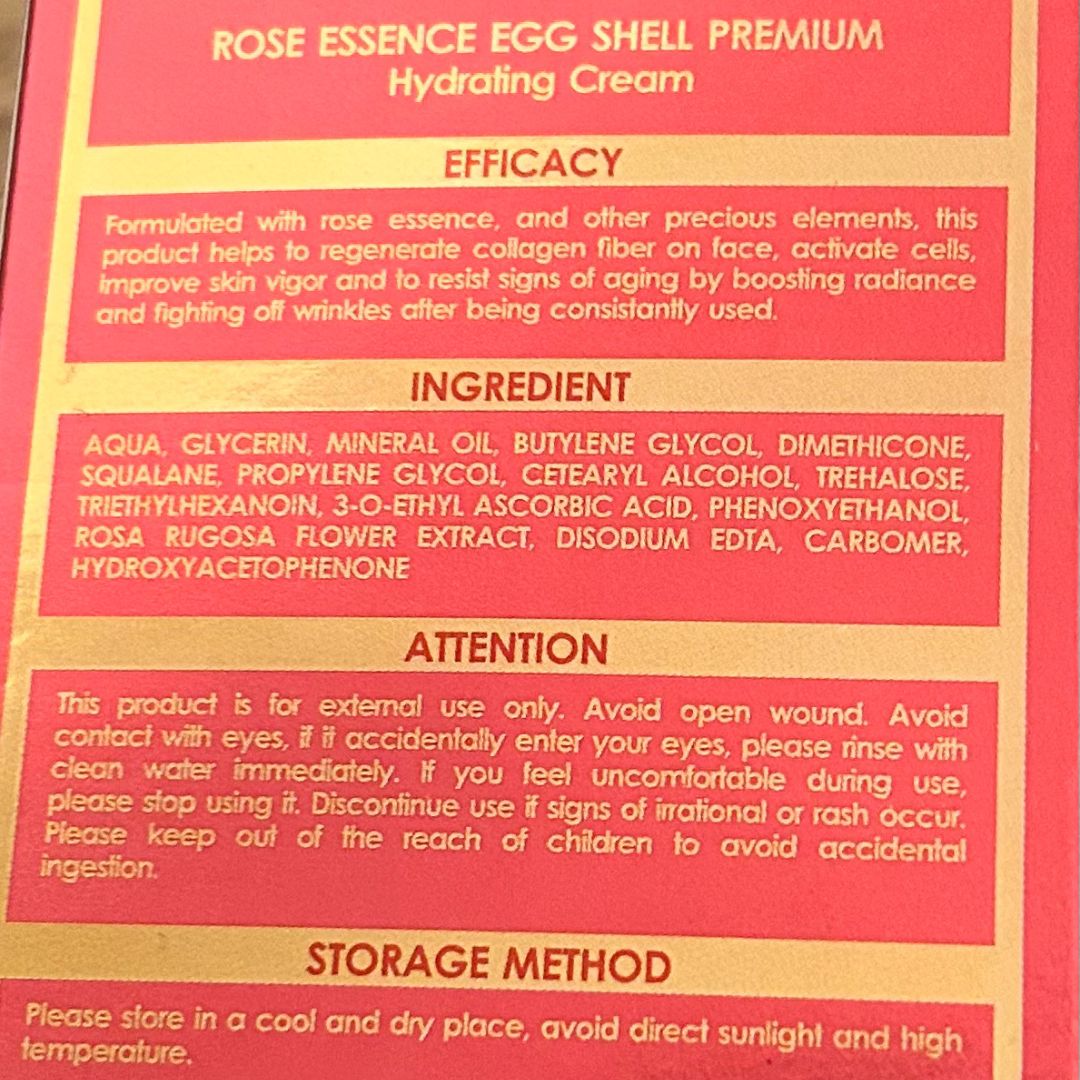 ROSE ESSENCE EGG SHELL PREMIUM
Hydrating Cream
EFFICACY
Formulated with rose essence, and other precious elements, this
product helps to regenerate collagen fiber on face, activate cells,
improve skin vigor and to resist signs of aging by boosting radiance
and fighting off wrinkles after being consistantly used.
INGREDIENT
AQUA, GLYCERIN, MINERAL OIL, BUTYLENE GLYCOL, DIMETHICONE,
SQUALANE, PROPYLENE GLYCOL, CETEARYL ALCOHOL, TREHALOSE,
TRIETHYLHEXANOIN, 3-O-ETHYL ASCORBIC ACID, PHENOXYETHANOL,
ROSA RUGOSA FLOWER EXTRACT, DISODIUM EDTA, CARBOMER,
HYDROXYACETOPHENONE
ATTENTION
This product is for external use only. Avoid open wound. Avoid
contact with eyes, if it accidentally enter your eyes, please rinse with
clean water immediately. If you feel uncomfortable during use,
please stop using it. Discontinue use if signs of irrational or rash occur.
Please keep out of the reach of children to avoid accidental
ingestion.
STORAGE METHOD
Please store in a cool and dry place, avoid direct sunlight and high
temperature.